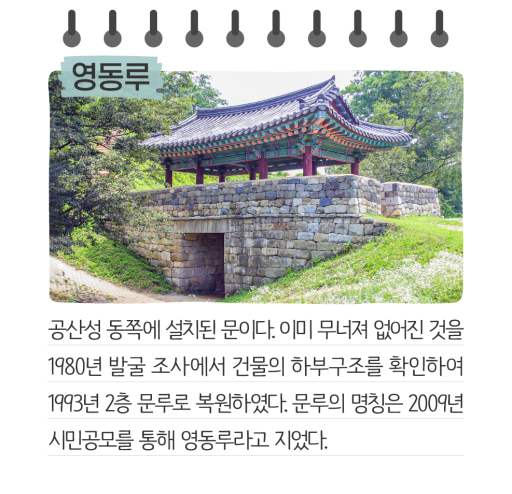 영동루
공산성 동쪽에 설치된 문이다. 이미 무너져 없어진 것을
1980년 발굴 조사에서 건물의 하부구조를 확인하여
1993년 2층 문루로 복원하였다. 문루의 명칭은 2009년
시민공모를 통해 영동루라고 지었다.